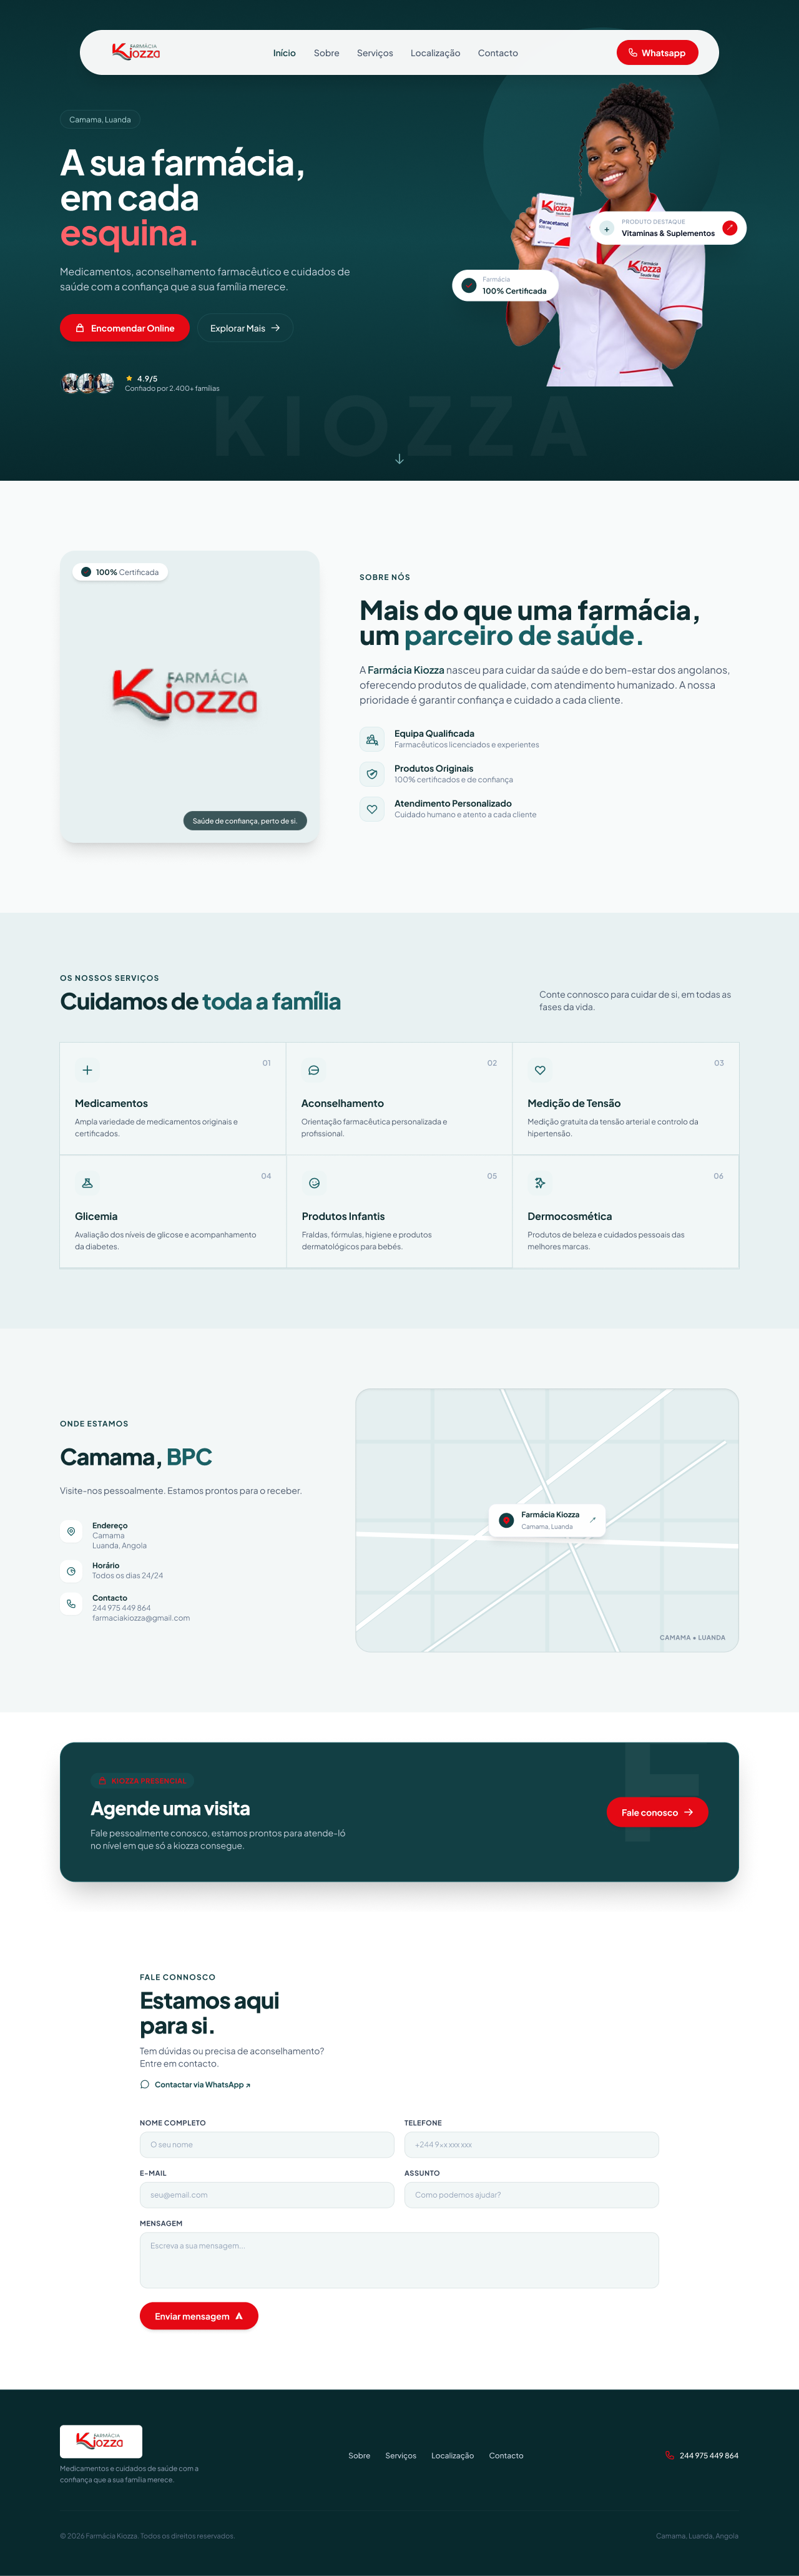 FARMÁCIA
Kiozza
Início
Sobre
Serviços
Localização
Contacto
Whatsapp
Camama, Luanda
A sua farmácia,
em cada
esquina.
Medicamentos, aconselhamento farmacêutico e cuidados de
saúde com a confiança que a sua família merece.
Encomendar Online
Explorar Mais
4.9/5
Confiado por 2.400+ famílias
Kiozza
Paracetamol
500 mg
PRODUTO DESTAQUE
Vitaminas & Suplementos
Farmácia
100% Certificada
Kiozza
Saúde Real
KIOZZA
100% Certificada
FARMÁCIA
Kiozza
Saúde de confiança, perto de si.
SOBRE NÓS
Mais do que uma farmácia,
um parceiro de saúde.
A Farmácia Kiozza nasceu para cuidar da saúde e do bem-estar dos angolanos,
oferecendo produtos de qualidade, com atendimento humanizado. A nossa
prioridade é garantir confiança e cuidado a cada cliente.
Equipa Qualificada
Farmacêuticos licenciados e experientes
Produtos Originais
100% certificados e de confiança
Atendimento Personalizado
Cuidado humano e atento a cada cliente
OS NOSSOS SERVIÇOS
Cuidamos de toda a família
Conte connosco para cuidar de si, em todas as
fases da vida.
01
Medicamentos
Ampla variedade de medicamentos originais e
certificados.
02
Aconselhamento
Orientação farmacêutica personalizada e
profissional.
03
Medição de Tensão
Medição gratuita da tensão arterial e controlo da
hipertensão.
04
Glicemia
Avaliação dos níveis de glicose e acompanhamento
da diabetes.
05
Produtos Infantis
Fraldas, fórmulas, higiene e produtos
dermatológicos para bebés.
06
Dermocosmética
Produtos de beleza e cuidados pessoais das
melhores marcas.
ONDE ESTAMOS
Camama, BPC
Visite-nos pessoalmente. Estamos prontos para o receber.
Endereço
Camama
Luanda, Angola
Horário
Todos os dias 24/24
Contacto
244 975 449 864
farmaciakiozza@gmail.com
Farmácia Kiozza
Camama, Luanda
CAMAMA • LUANDA
KIOZZA PRESENCIAL
Agende uma visita
Fale pessoalmente conosco, estamos prontos para atende-ló
no nível em que só a kiozza consegue.
Fale conosco
FALE CONNOSCO
Estamos aqui
para si.
Tem dúvidas ou precisa de aconselhamento?
Entre em contacto.
Contactar via WhatsApp ↗
NOME COMPLETO
TELEFONE
O seu nome
+244 9xx xxx xxx
E-MAIL
ASSUNTO
seu@email.com
Como podemos ajudar?
MENSAGEM
Escreva a sua mensagem...
Enviar mensagem
FARMÁCIA
Kiozza
Medicamentos e cuidados de saúde com a
confiança que a sua família merece.
Sobre
Serviços
Localização
Contacto
244 975 449 864
© 2026 Farmácia Kiozza. Todos os direitos reservados.
Camama, Luanda, Angola